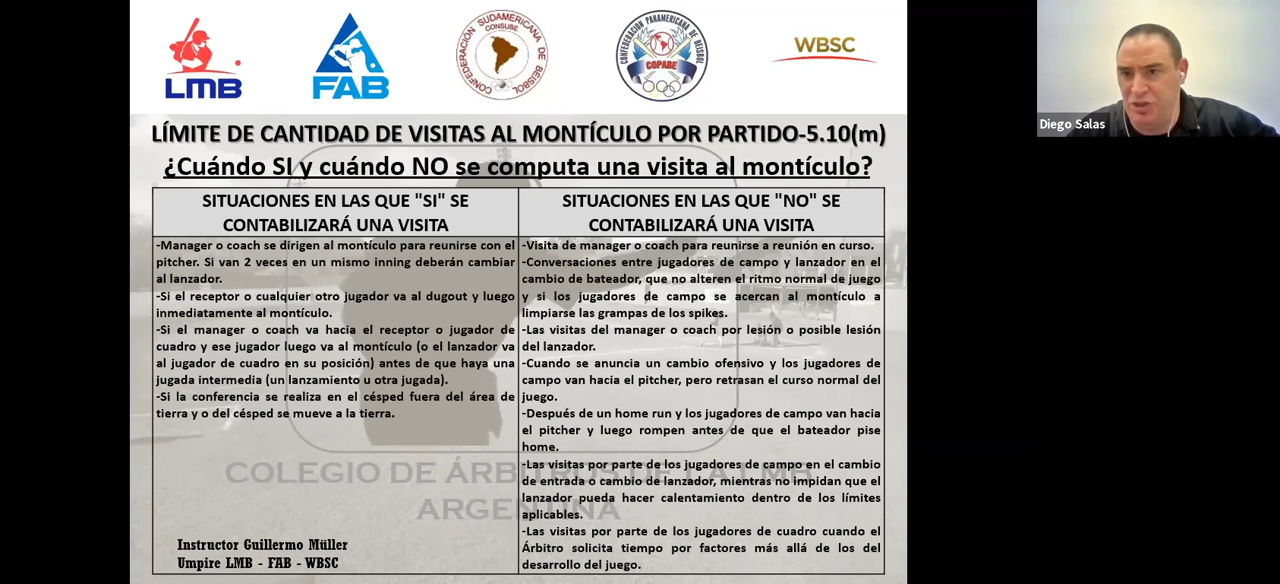 LMB
FAB
CONFEDERACIÓN SUDAMERICANA DE BEISBOL
CONSUBE
CONFEDERACION PANAMERICANA DE BEISBOL
COPABE
WBSC
Diego Salas
LÍMITE DE CANTIDAD DE VISITAS AL MONTÍCULO POR PARTIDO-5.10(m)
¿Cuándo SI y cuándo NO se computa una visita al montículo?
SITUACIONES EN LAS QUE "SI" SE
CONTABILIZARÁ UNA VISITA
-Manager o coach se dirigen al montículo para reunirse con el
pitcher. Si van 2 veces en un mismo inning deberán cambiar
al lanzador.
-Si el receptor o cualquier otro jugador va al dugout y luego
inmediatamente al montículo.
-Si el manager o coach va hacia el receptor o jugador de
cuadro y ese jugador luego va al montículo (o el lanzador va
al jugador de cuadro en su posición) antes de que haya una
jugada intermedia (un lanzamiento u otra jugada).
-Si la conferencia se realiza en el césped fuera del área de
tierra y o del césped se mueve a la tierra.
SITUACIONES EN LAS QUE "NO" SE
CONTABILIZARÁ UNA VISITA
-Visita de manager o coach para reunirse a reunión en curso.
-Conversaciones entre jugadores de campo y lanzador en el
cambio de bateador, que no alteren el ritmo normal de juego
y si los jugadores de campo se acercan al montículo a
limpiarse las grampas de los spikes.
-Las visitas del manager o coach por lesión o posible lesión
del lanzador.
-Cuando se anuncia un cambio ofensivo y los jugadores de
campo van hacia el pitcher, pero retrasan el curso normal del
juego.
-Después de un home run y los jugadores de campo van hacia
el pitcher y luego rompen antes de que el bateador pise
home.
-Las visitas por parte de los jugadores de campo en el cambio
de entrada o cambio de lanzador, mientras no impidan que el
lanzador pueda hacer calentamiento dentro de los límites
aplicables.
-Las visitas por parte de los jugadores de cuadro cuando el
Árbitro solicita tiempo por factores más allá de los del
desarrollo del juego.
COLEGIO DE ÁRBITROS DE LA LMB
ARGENTINA
Instructor Guillermo Müller
Umpire LMB - FAB - WBSC